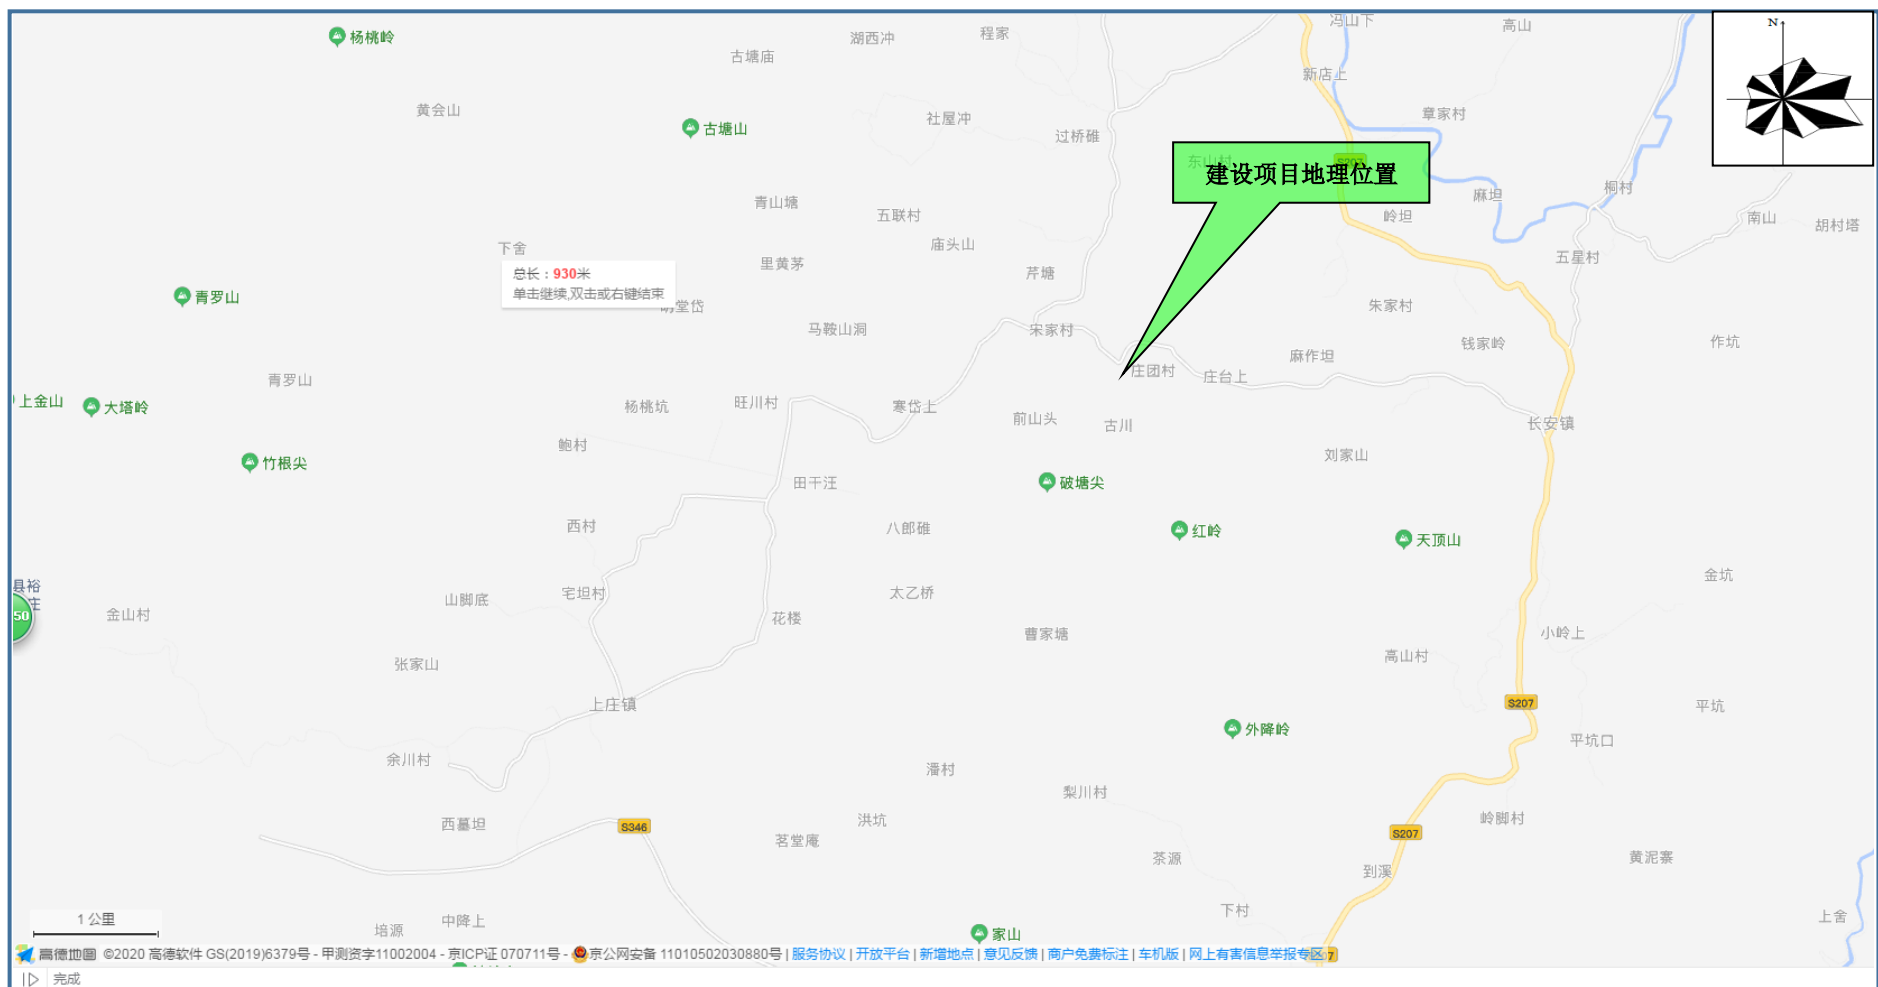 杨桃岭
湖西冲
程家
冯山下
高山
N
古塘庙
新店上
黄会山
古塘山
社屋冲
过桥碓
章家村
东山村
S207
建设项目地理位置
青山塘
五联村
岭坦
麻坦
桐村
南山
胡村塔
下舍
庙头山
五星村
里黄茅
芹塘
总长：930米
单击继续,双击或右键结束
青罗山
胡堂岱
朱家村
马鞍山洞
宋家村
钱家岭
作坑
麻作坦
青罗山
庄团村
庄台上
上金山
大塔岭
杨桃坑
旺川村
寒岱上
前山头
古川
长安镇
鲍村
刘家山
竹根尖
田干汪
破塘尖
西村
八郎碓
红岭
天顶山
金坑
县裕
庄
50
金山村
山脚底
宅坦村
太乙桥
花楼
曹家塘
小岭上
张家山
高山村
上庄镇
S207
平坑
外降岭
平坑口
余川村
潘村
梨川村
西墓坦
S346
洪坑
茗堂庵
S207
岭脚村
茶源
到溪
黄泥寨
1 公里
培源
中降上
下村
上舍
家山
高德地图 ©2020 高德软件 GS(2019)6379号 - 甲测资字11002004 - 京ICP证 070711号 - 京公网安备 11010502030880号 | 服务协议 | 开放平台 | 新增地点 | 意见反馈 | 商户免费标注 | 车机版 | 网上有害信息举报专区
完成